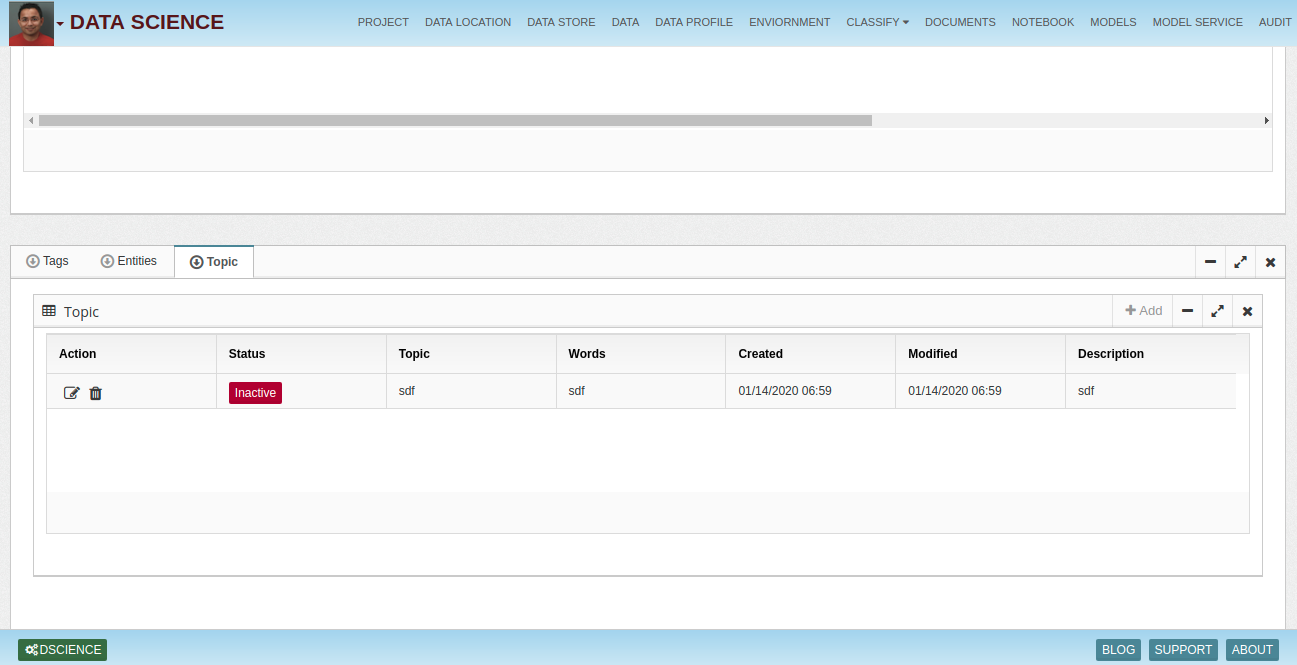 DATA SCIENCE PROJECT DATA LOCATION DATA STORE DATA DATA PROFILE ENVIORNMENT CLASSIFY DOCUMENTS NOTEBOOK MODELS MODEL SERVICE AUDIT
Tags Entities Topic
Topic Add
Action Status Topic Words Created Modified Description
Inactive sdf sdf 01/14/2020 06:59 01/14/2020 06:59 sdf
DSCIENCE BLOG SUPPORT ABOUT